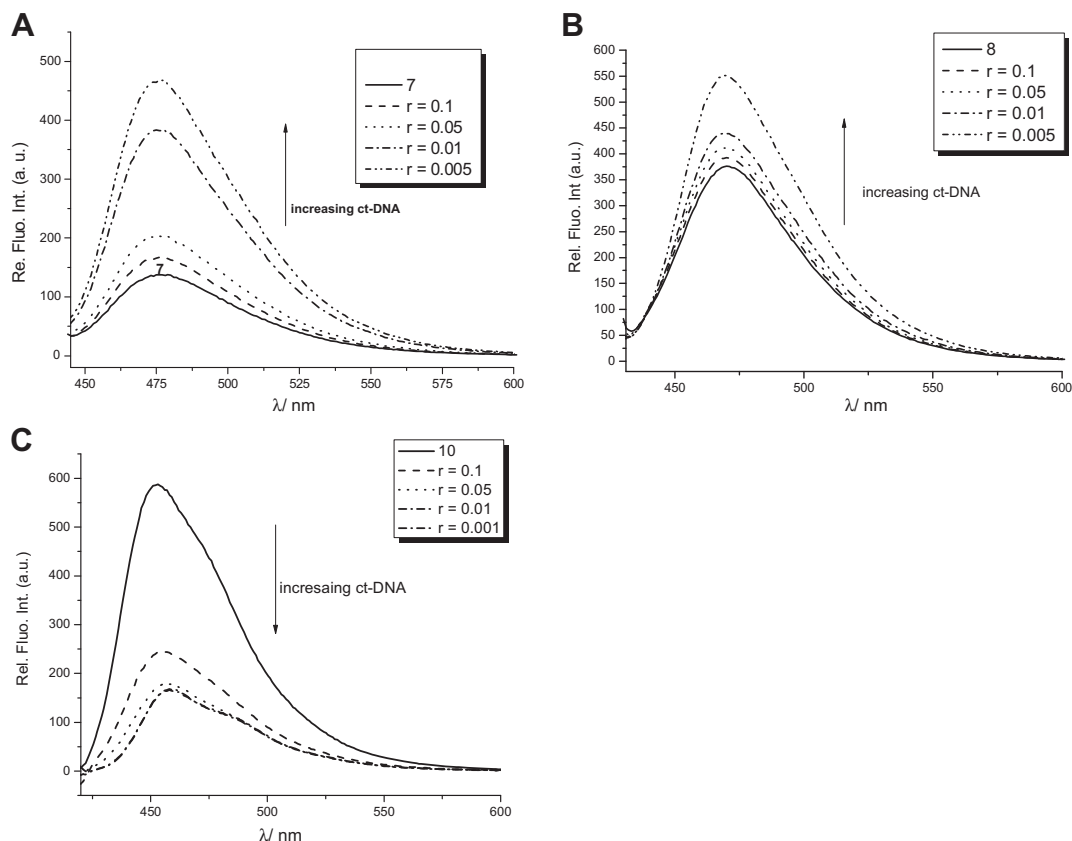 A
500
400
300
200
100
0
Re. Fluo. Int. (a. u.)
7
r = 0.1
r = 0.05
r = 0.01
r = 0.005
increasing ct-DNA
7
450 475 500 525 550 575 600
λ/ nm
B
600
550
500
450
400
350
300
250
200
150
100
50
0
Rel. Fluo. Int (a.u.)
8
r = 0.1
r = 0.05
r = 0.01
r = 0.005
increasing ct-DNA
450 500 550 600
λ/ nm
C
600
500
400
300
200
100
0
Rel. Fluo. Int. (a.u.)
10
r = 0.1
r = 0.05
r = 0.01
r = 0.001
incresaing ct-DNA
450 500 550 600
λ/ nm